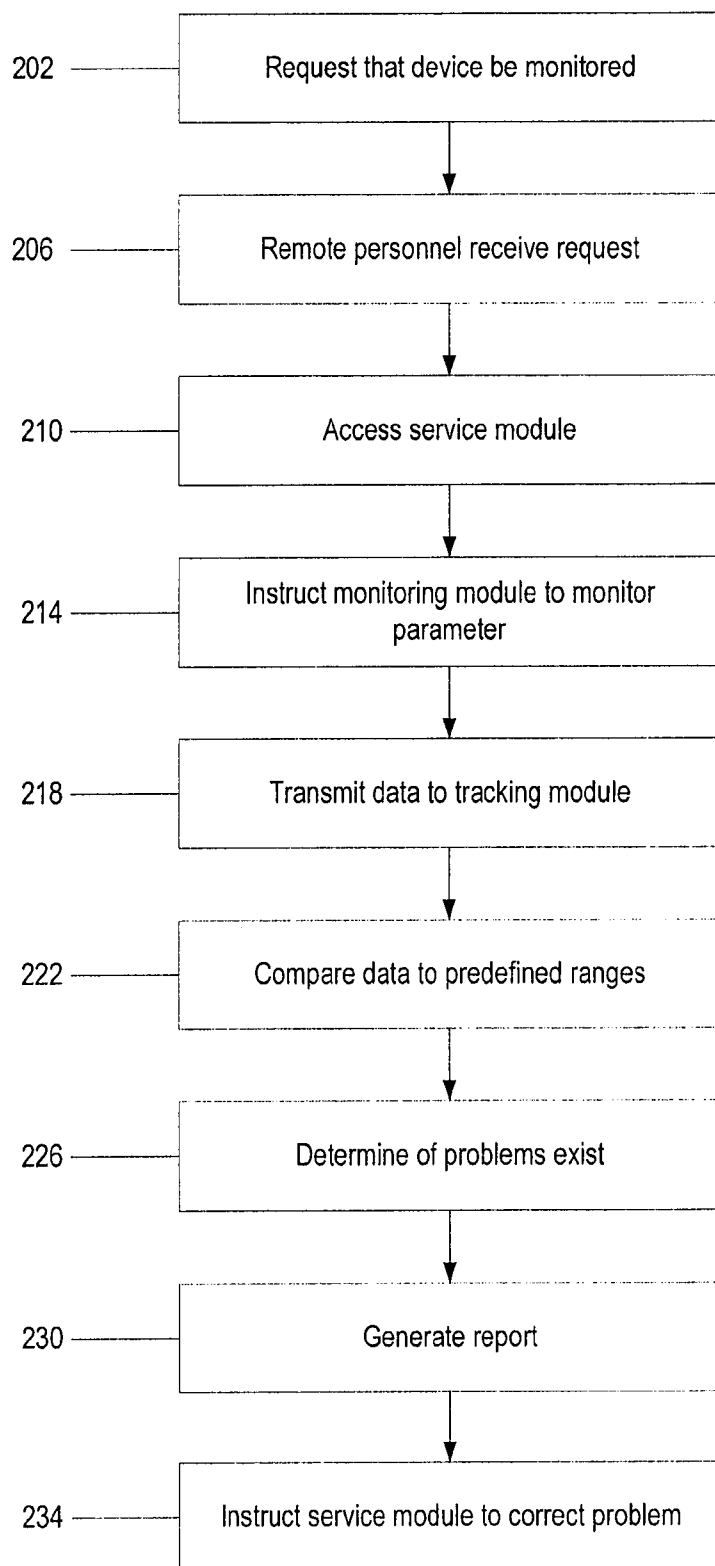 202
Request that device be monitored
206
Remote personnel receive request
210
Access service module
214
Instruct monitoring module to monitor
parameter
218
Transmit data to tracking module
222
Compare data to predefined ranges
226
Determine of problems exist
230
Generate report
234
Instruct service module to correct problem